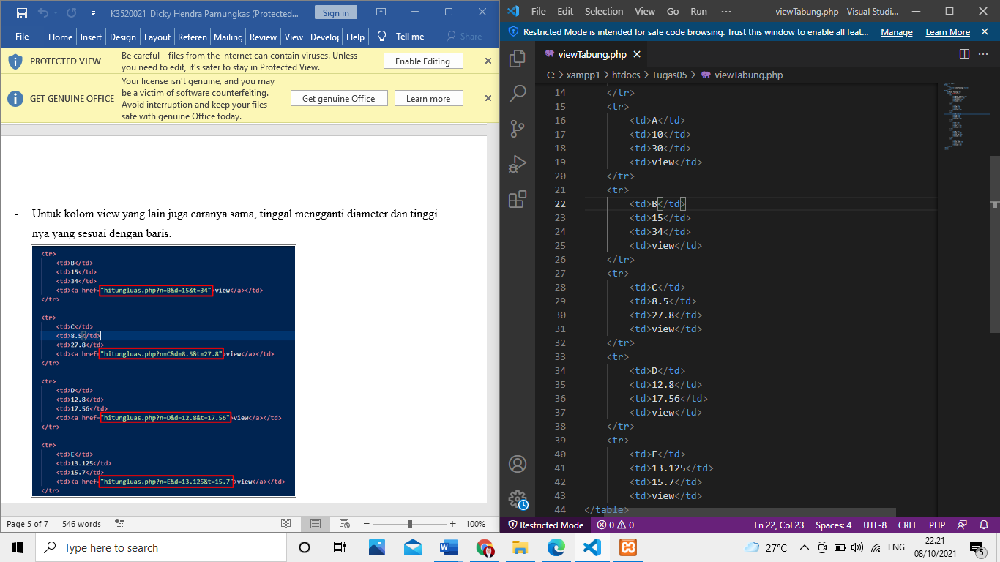 K3520021_Dicky Hendra Pamungkas (Protected...
Sign in
File Home Insert Design Layout Referen Mailing Review View Develop Help Tell me Share
PROTECTED VIEW
Be careful—files from the Internet can contain viruses. Unless
you need to edit, it's safer to stay in Protected View.
Enable Editing
GET GENUINE OFFICE
Your license isn't genuine, and you may
be a victim of software counterfeiting.
Avoid interruption and keep your files
safe with genuine Office today.
Get genuine Office
Learn more
- Untuk kolom view yang lain juga caranya sama, tinggal mengganti diameter dan tinggi
nya yang sesuai dengan baris.
<tr>
<td>B</td>
<td>15</td>
<td>34</td>
<td><a href="hitungluas.php?n=B&d=15&t=34">view</a></td>
</tr>
<tr>
<td>C</td>
<td>8.5</td>
<td>27.8</td>
<td><a href="hitungluas.php?n=C&d=8.5&t=27.8">view</a></td>
</tr>
<tr>
<td>D</td>
<td>12.8</td>
<td>17.56</td>
<td><a href="hitungluas.php?n=D&d=12.8&t=17.56">view</a></td>
</tr>
<tr>
<td>E</td>
<td>13.125</td>
<td>15.7</td>
<td><a href="hitungluas.php?n=E&d=13.125&t=15.7">view</a></td>
</tr>
Page 5 of 7 546 words 100%
File Edit Selection View Go Run ··· viewTabung.php - Visual Studi...
Restricted Mode is intended for safe code browsing. Trust this window to enable all feat... Manage Learn More
viewTabung.php
C: > xampp1 > htdocs > Tugas05 > viewTabung.php
14 </tr>
15 <tr>
16 <td>A</td>
17 <td>10</td>
18 <td>30</td>
19 <td>view</td>
20 </tr>
21 <tr>
22 <td>B</td>
23 <td>15</td>
24 <td>34</td>
25 <td>view</td>
26 </tr>
27 <tr>
28 <td>C</td>
29 <td>8.5</td>
30 <td>27.8</td>
31 <td>view</td>
32 </tr>
33 <tr>
34 <td>D</td>
35 <td>12.8</td>
36 <td>17.56</td>
37 <td>view</td>
38 </tr>
39 <tr>
40 <td>E</td>
41 <td>13.125</td>
42 <td>15.7</td>
43 <td>view</td>
44 </table>
Restricted Mode 0 0 Ln 22, Col 23 Spaces: 4 UTF-8 CRLF PHP
Type here to search
27°C ENG
22.21
08/10/2021
5